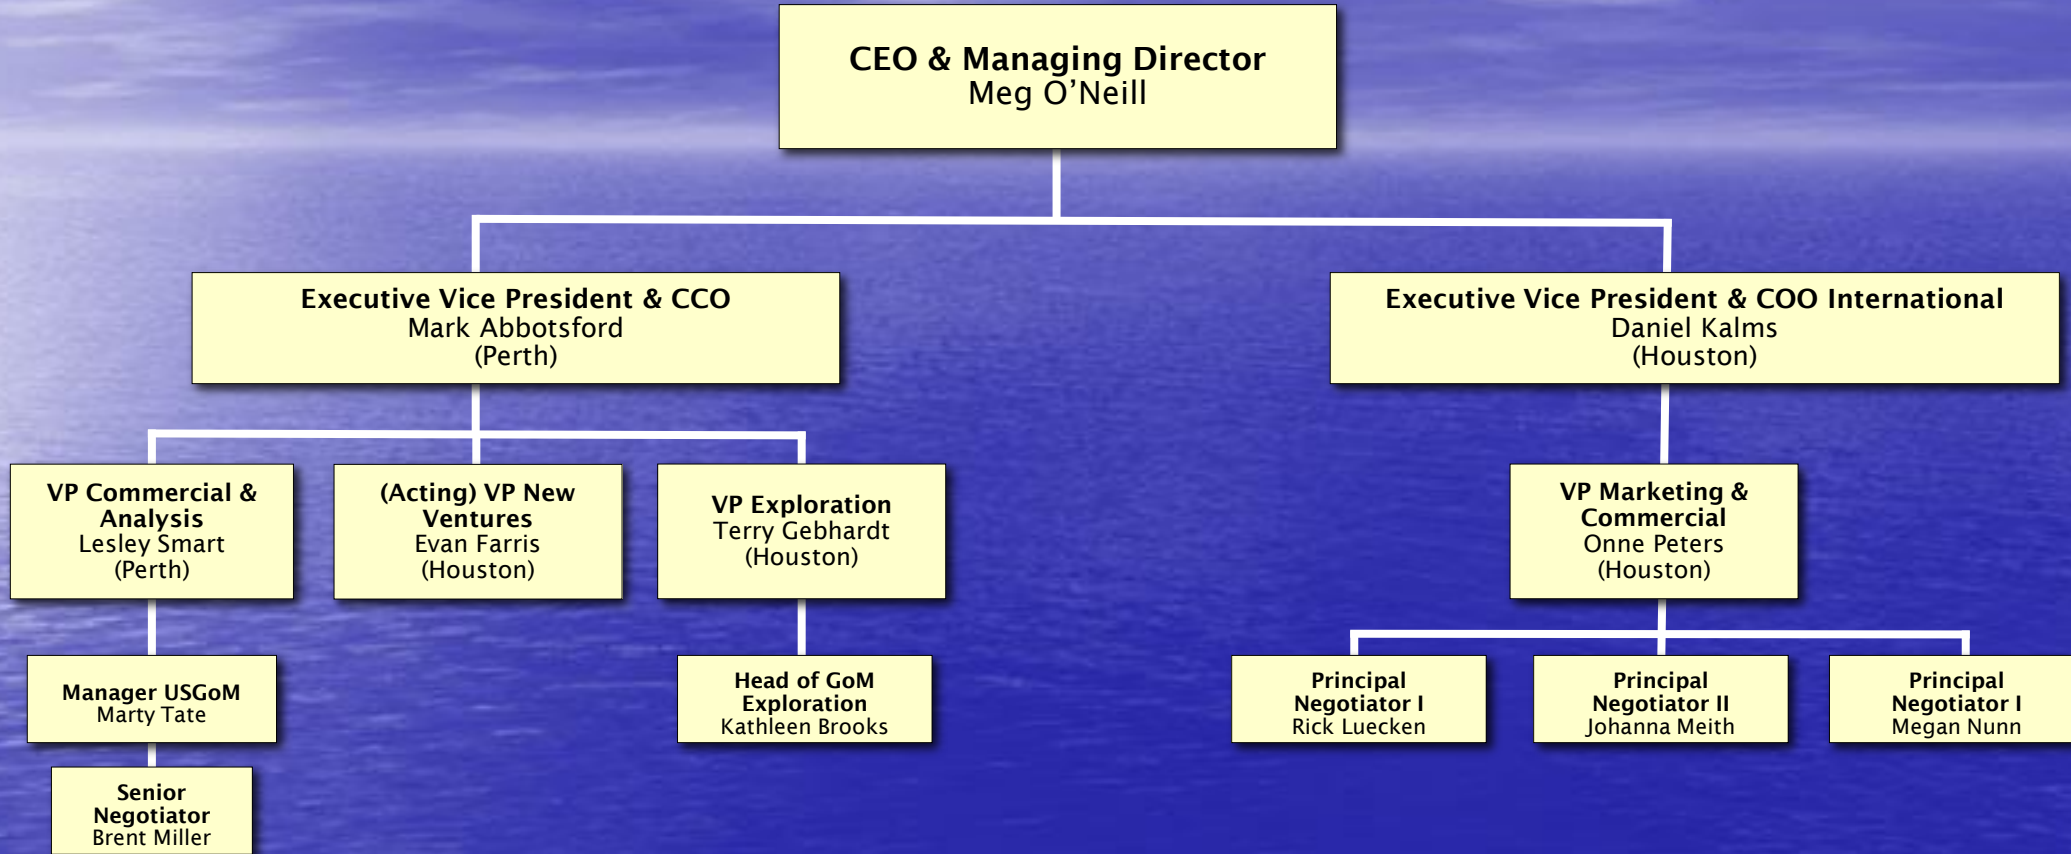 CEO & Managing Director
Meg O’Neill
Executive Vice President & CCO
Mark Abbotsford
(Perth)
Executive Vice President & COO International
Daniel Kalms
(Houston)
VP Commercial &
Analysis
Lesley Smart
(Perth)
(Acting) VP New
Ventures
Evan Farris
(Houston)
VP Exploration
Terry Gebhardt
(Houston)
VP Marketing &
Commercial
Onne Peters
(Houston)
Manager USGoM
Marty Tate
Head of GoM
Exploration
Kathleen Brooks
Principal
Negotiator I
Rick Luecken
Principal
Negotiator II
Johanna Meith
Principal
Negotiator I
Megan Nunn
Senior
Negotiator
Brent Miller